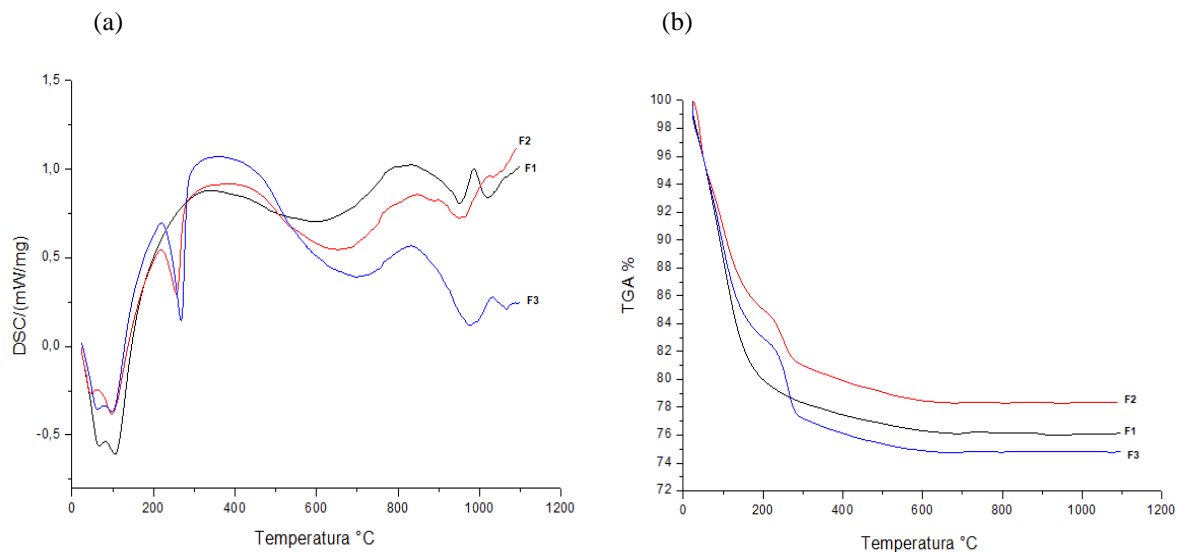 (a)
(b)
1,5
1,0
0,5
0,0
-0,5
DSC/(mW/mg)
F2
F1
F3
0
200
400
600
800
1000
1200
Temperatura °C
100
98
96
94
92
90
88
86
84
82
80
78
76
74
72
TGA %
F2
F1
F3
0
200
400
600
800
1000
1200
Temperatura °C